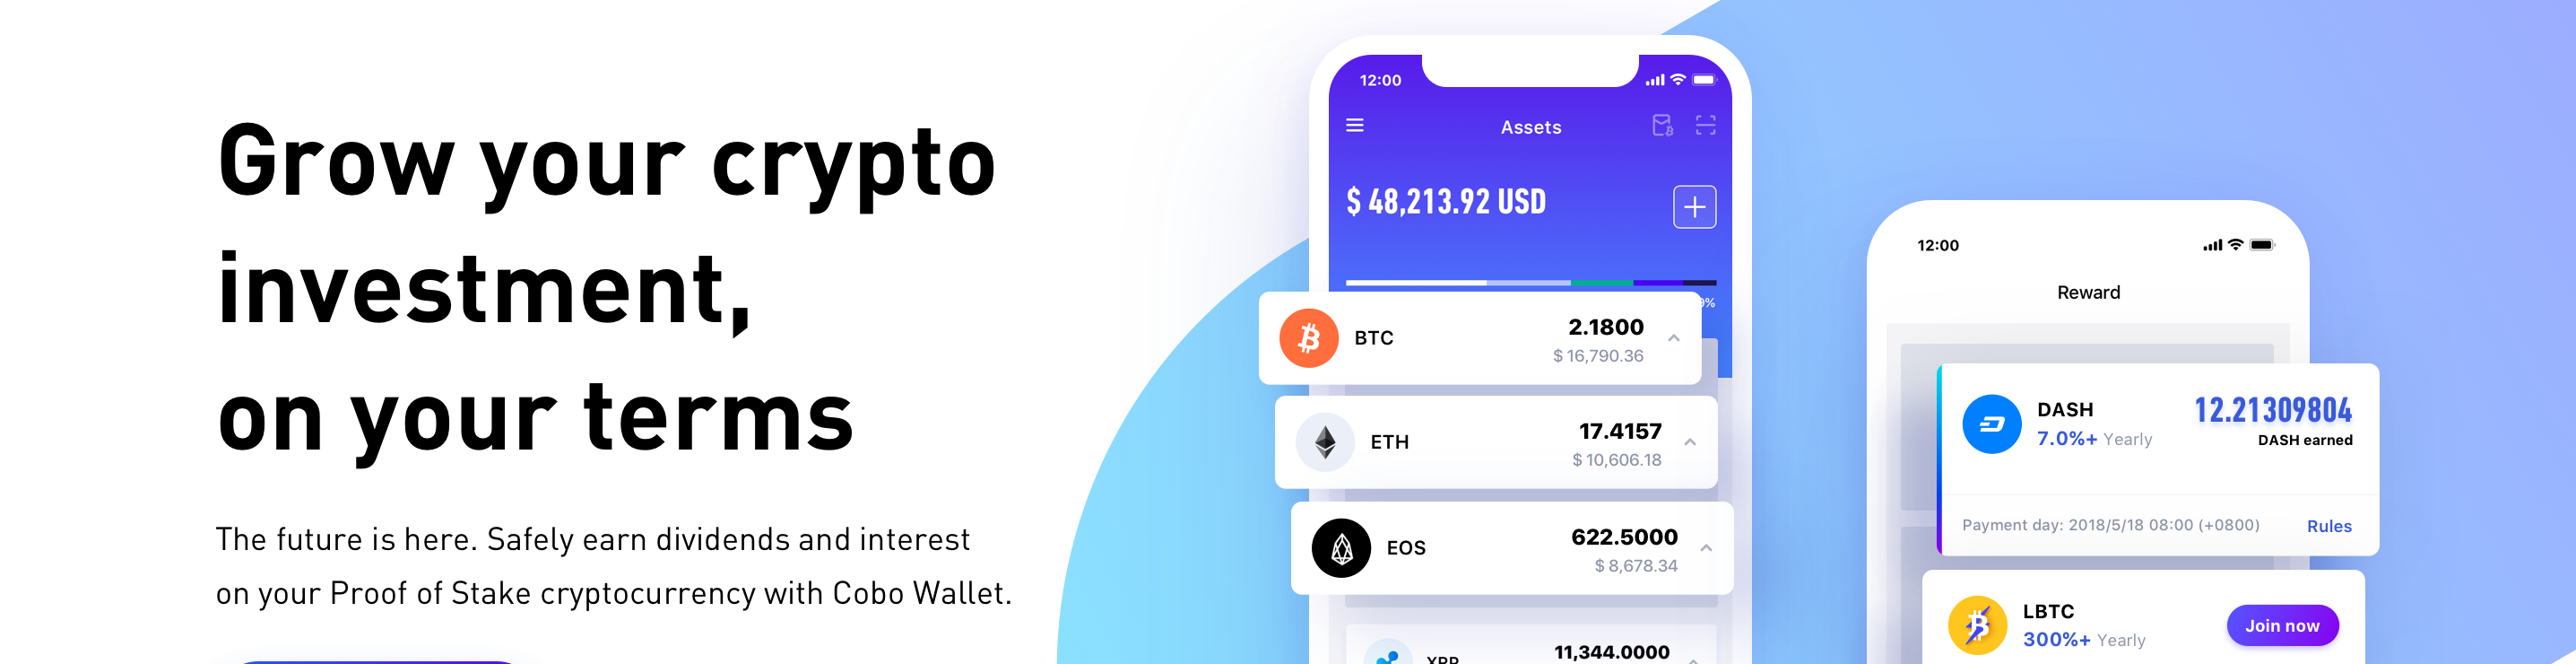 Grow your crypto
investment,
on your terms
The future is here. Safely earn dividends and interest
on your Proof of Stake cryptocurrency with Cobo Wallet.
12:00
Assets
$ 48,213.92 USD
9%
BTC
2.1800
$ 16,790.36
ETH
17.4157
$ 10,606.18
EOS
622.5000
$ 8,678.34
XRP
11,344.0000
12:00
Reward
DASH
12.21309804
7.0%+ Yearly
DASH earned
Payment day: 2018/5/18 08:00 (+0800)
Rules
LBTC
300%+ Yearly
Join now